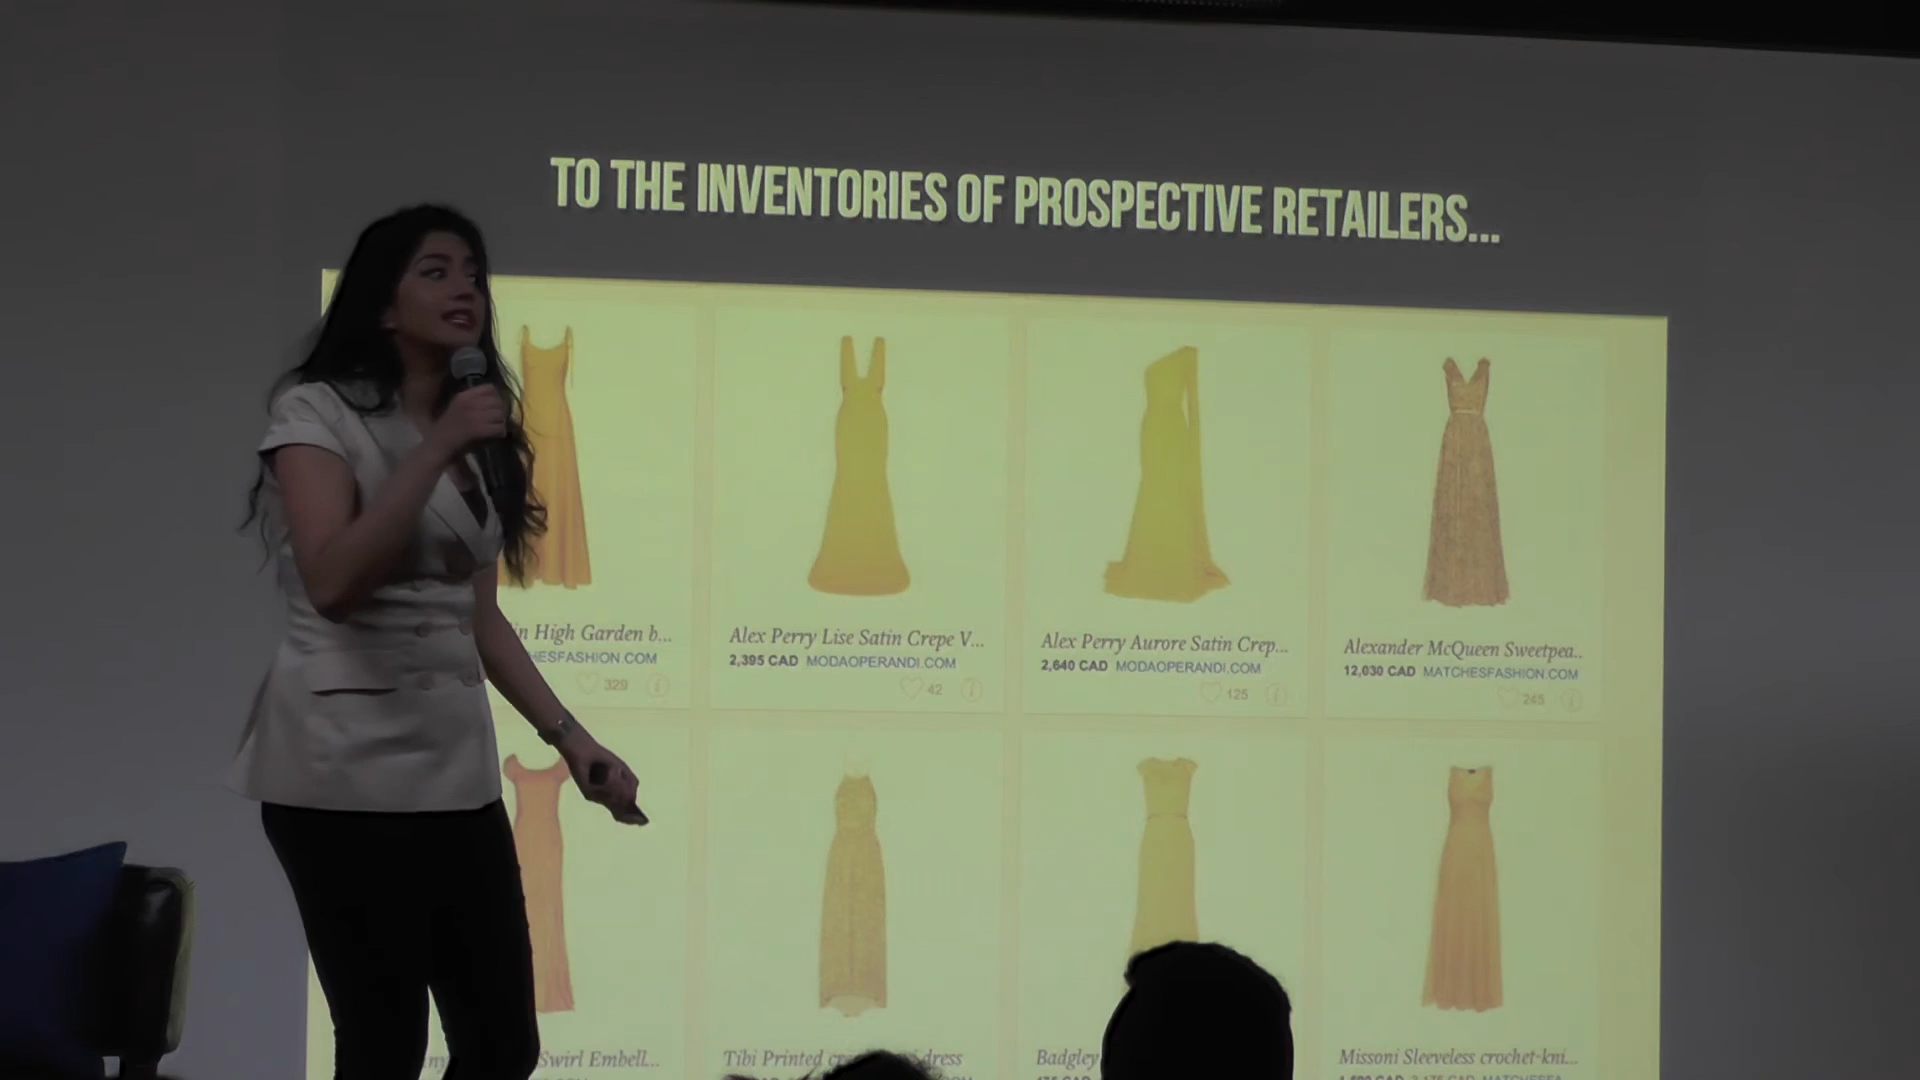 TO THE INVENTORIES OF PROSPECTIVE RETAILERS...
in High Garden b...
HESFASHION.COM
329
Alex Perry Lise Satin Crepe V...
2,395 CAD MODAOPERANDI.COM
42
Alex Perry Aurore Satin Crep...
2,640 CAD MODAOPERANDI.COM
125
Alexander McQueen Sweetpea..
12,030 CAD MATCHESFASHION.COM
245
Swirl Embell...
Tibi Printed dress
Badgley
Missoni Sleeveless crochet-kni...